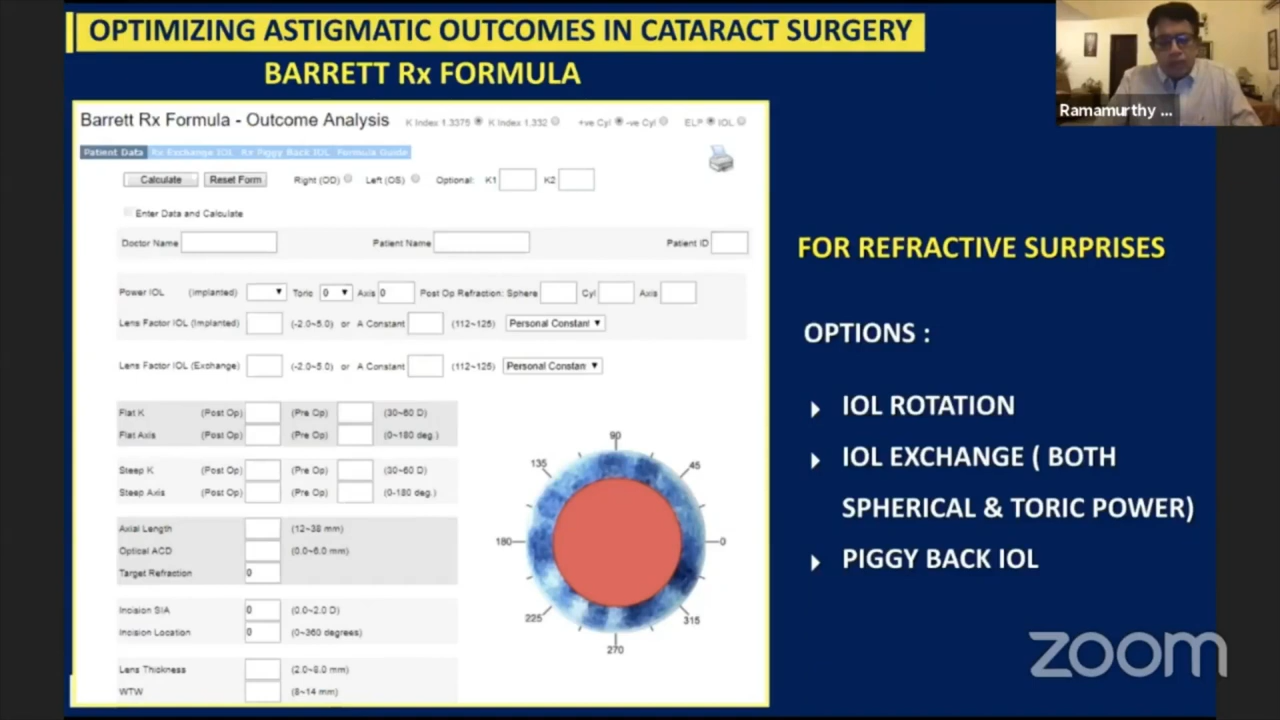 OPTIMIZING ASTIGMATIC OUTCOMES IN CATARACT SURGERY
BARRETT Rx FORMULA
Ramamurthy ...
Barrett Rx Formula - Outcome Analysis K Index 1.3375 K Index 1.332 +ve Cyl -ve Cyl ELP IOL
Patient Data Rx Exchange IOL Rx Piggy Back IOL Formula Guide
Calculate Reset Form Right (OD) Left (OS) Optional: K1 K2
Enter Data and Calculate
Doctor Name Patient Name Patient ID
Power IOL (Implanted) Toric 0 Axis 0 Post Op Refraction: Sphere Cyl Axis
Lens Factor IOL (Implanted) (-2.0~5.0) or A Constant (112~125) Personal Constant
Lens Factor IOL (Exchange) (-2.0~5.0) or A Constant (112~125) Personal Constan
Flat K (Post Op) (Pre Op) (30~60 D)
Flat Axis (Post Op) (Pre Op) (0~180 deg.)
Steep K (Post Op) (Pre Op) (30~60 D)
Steep Axis (Post Op) (Pre Op) (0-180 deg.)
Axial Length (12~38 mm)
Optical ACD (0.0~6.0 mm)
Target Refraction 0
Incision SIA 0 (0.0~2.0 D)
Incision Location 0 (0~360 degrees)
Lens Thickness (2.0~8.0 mm)
WTW (8~14 mm)
90
135 45
180 0
225 315
270
FOR REFRACTIVE SURPRISES
OPTIONS :
IOL ROTATION
IOL EXCHANGE ( BOTH
SPHERICAL & TORIC POWER)
PIGGY BACK IOL
zoom